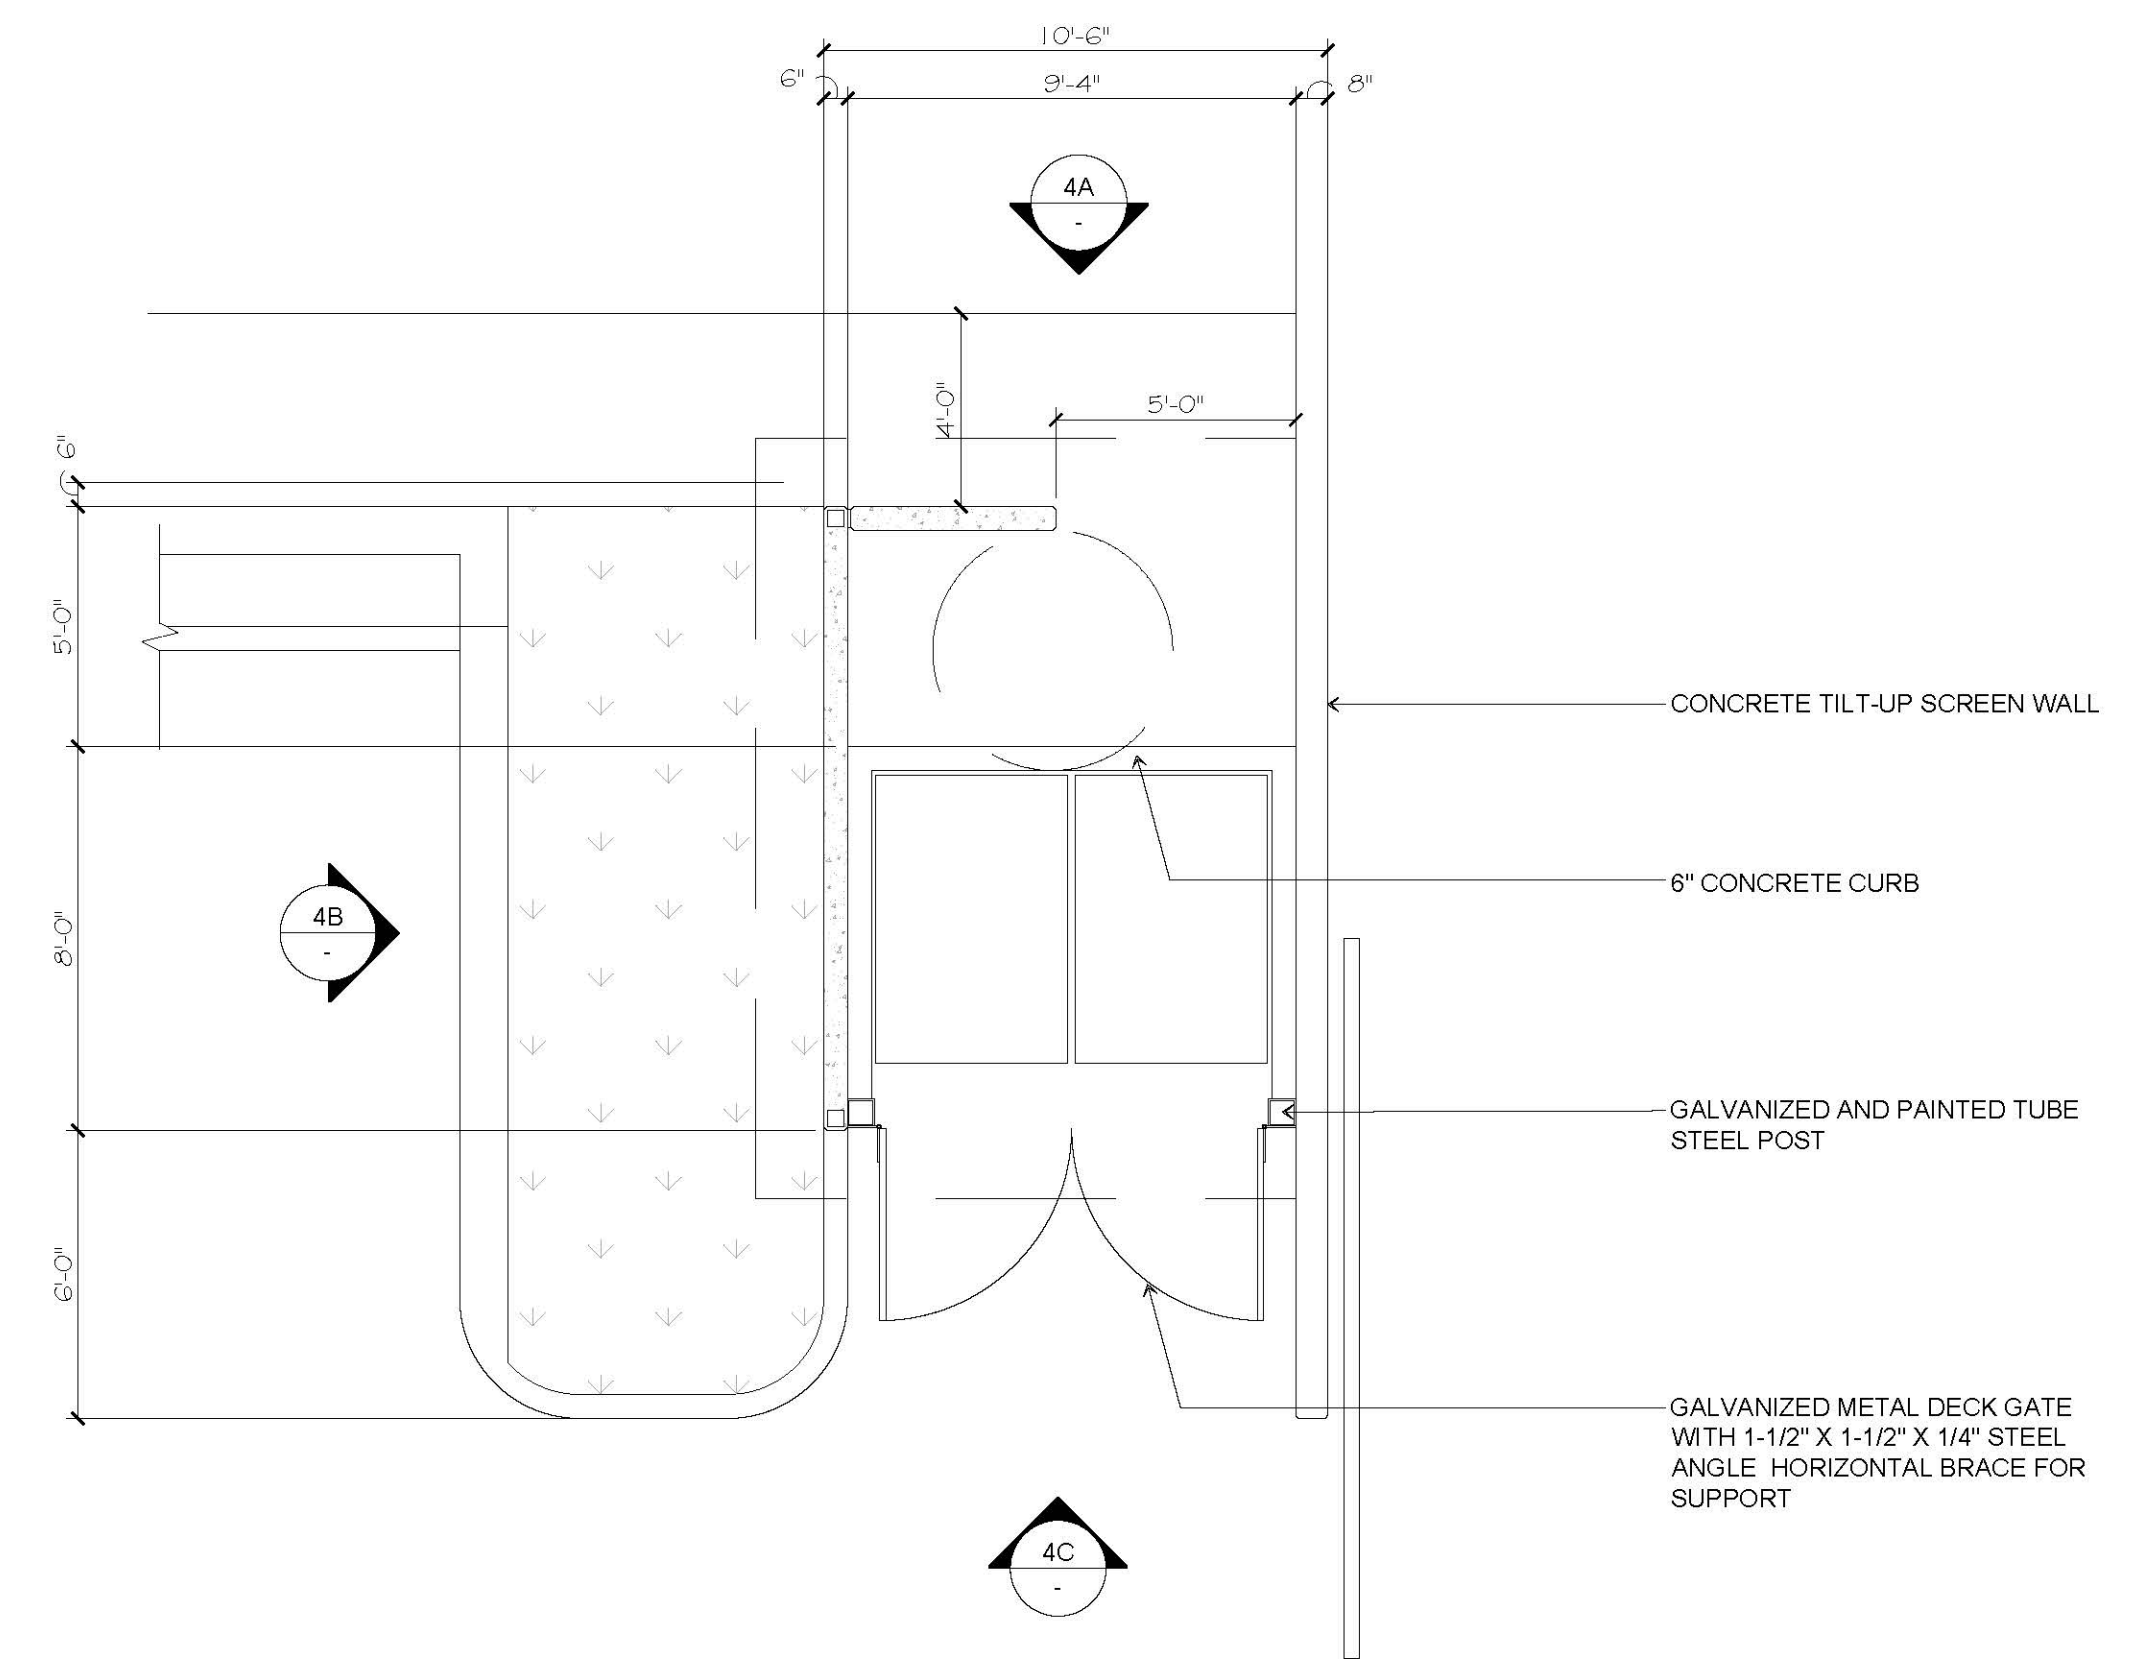 10'-6"
6"
9'-4"
8"
4A
-
4'-0"
5'-0"
6"
5'-0"
CONCRETE TILT-UP SCREEN WALL
6" CONCRETE CURB
4B
-
8'-0"
GALVANIZED AND PAINTED TUBE
STEEL POST
6'-0"
GALVANIZED METAL DECK GATE
WITH 1-1/2" X 1-1/2" X 1/4" STEEL
ANGLE  HORIZONTAL BRACE FOR
SUPPORT
4C
-